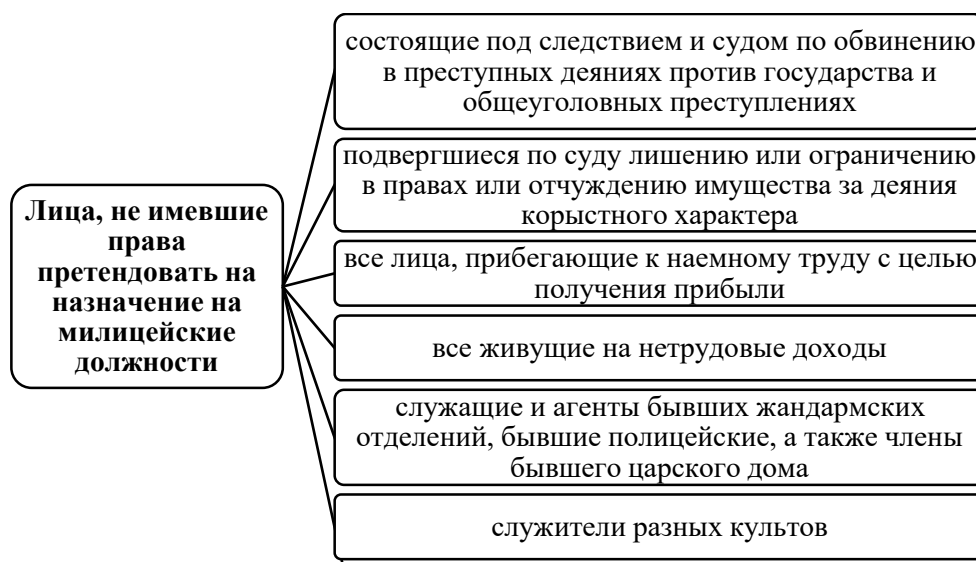 Лица, не имевшие
права
претендовать на
назначение на
милицейские
должности
состоящие под следствием и судом по обвинению
в преступных деяниях против государства и
общеуголовных преступлениях
подвергшиеся по суду лишению или ограничению
в правах или отчуждению имущества за деяния
корыстного характера
все лица, прибегающие к наемному труду с целью
получения прибыли
все живущие на нетрудовые доходы
служащие и агенты бывших жандармских
отделений, бывшие полицейские, а также члены
бывшего царского дома
служители разных культов